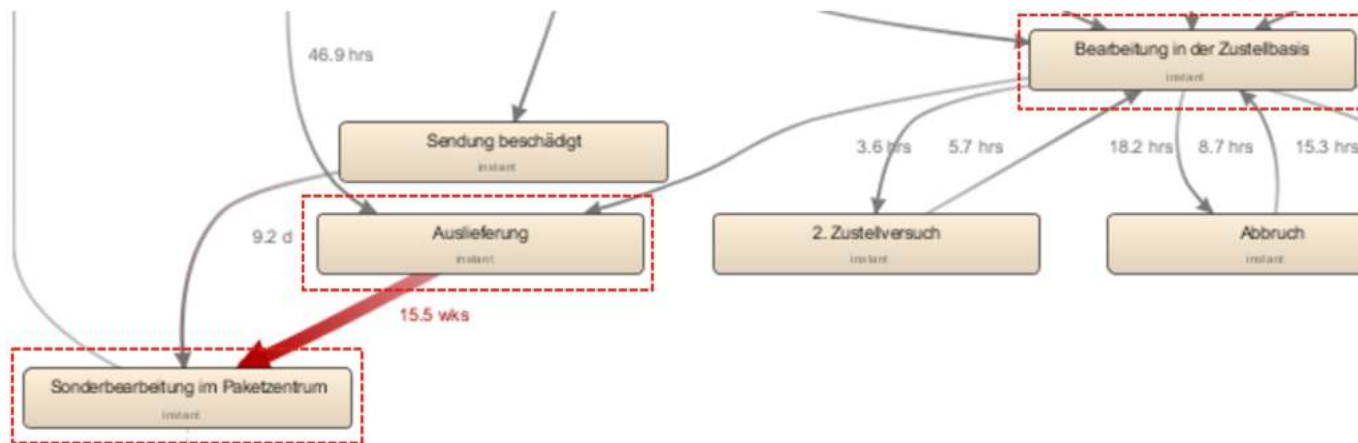 46.9 hrs
Bearbeitung in der Zustellbasis
instant
Sendung beschädigt
instant
3.6 hrs
5.7 hrs
18.2 hrs
8.7 hrs
15.3 hrs
9.2 d
Auslieferung
instant
2. Zustellversuch
instant
Abbruch
instant
15.5 wks
Sonderbearbeitung im Paketzentrum
instant